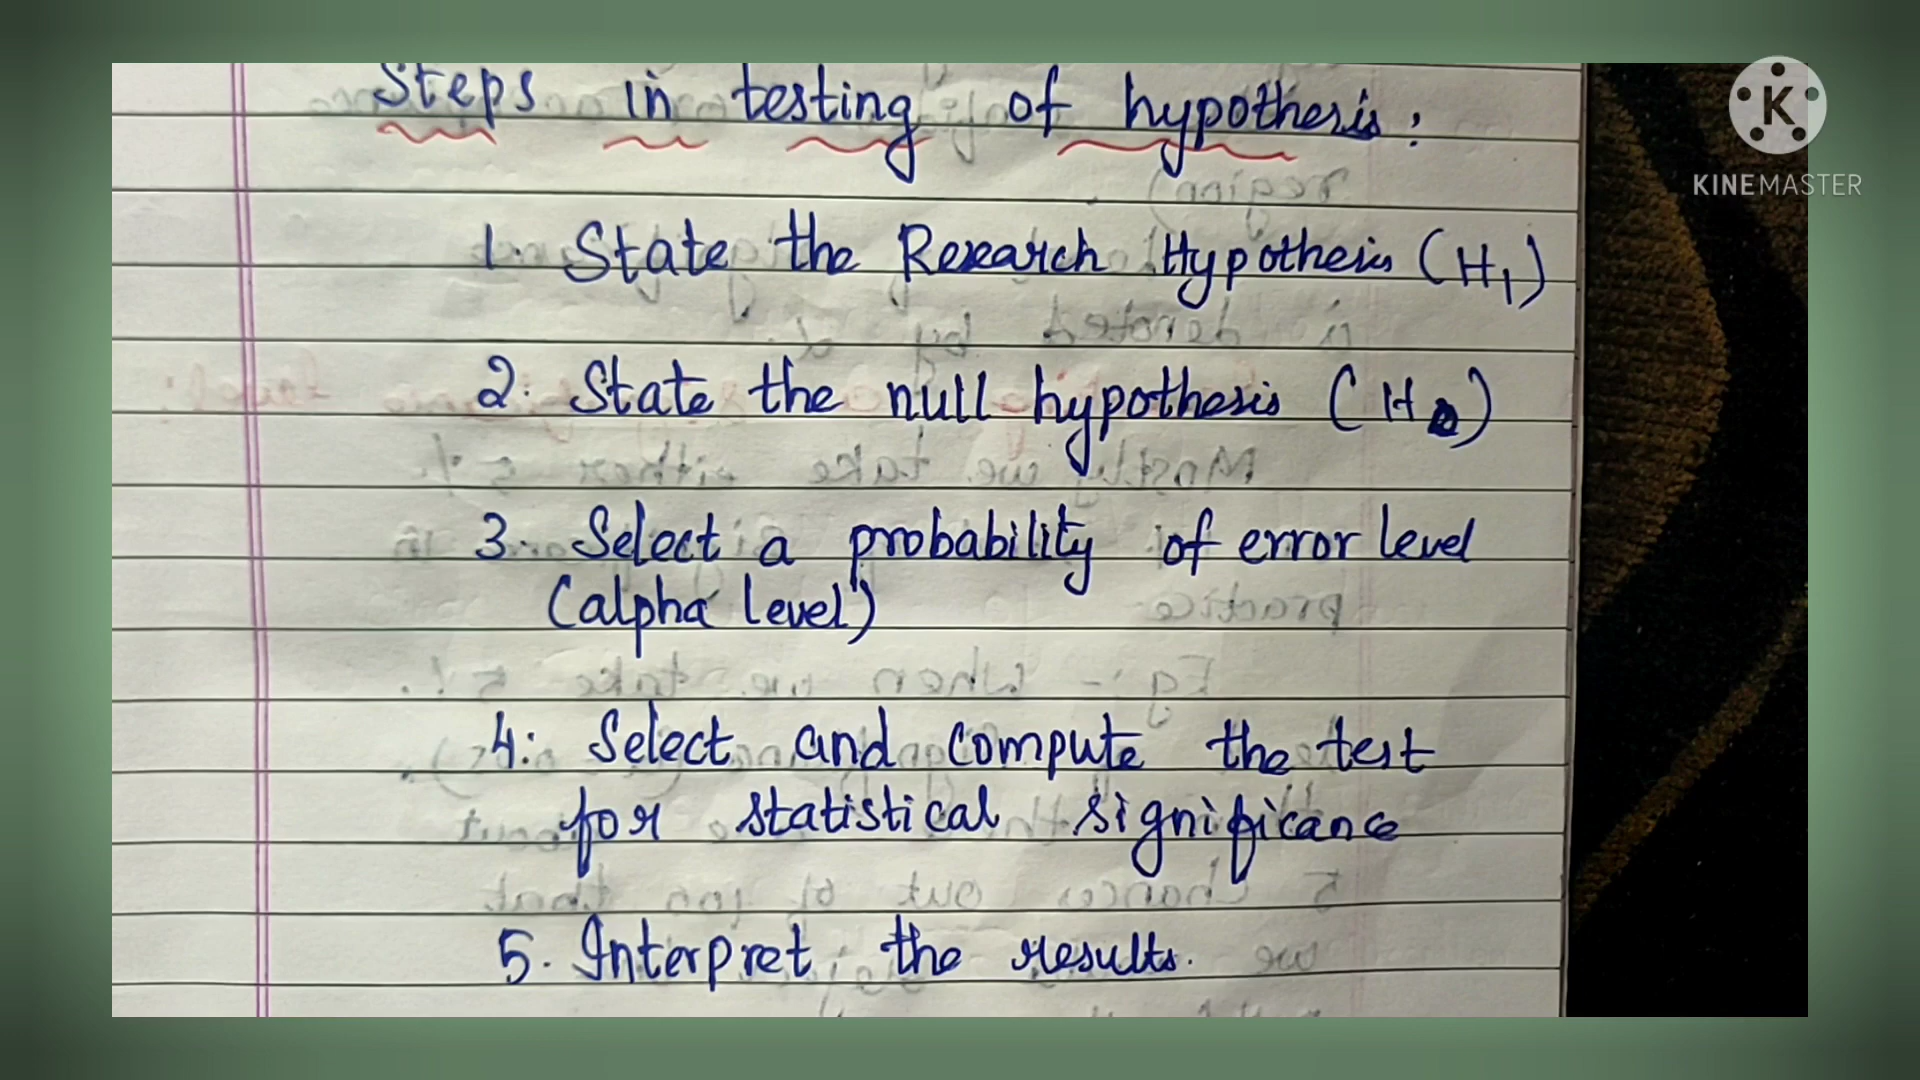 Steps in testing of hypothesis:
K
KINEMASTER
1. State the Research Hypothesis (H₁)
2. State the null hypothesis (H₀)
3. Select a probability of error level
(alpha level)
4: Select and compute the test
for statistical significance
5. Interpret the results.